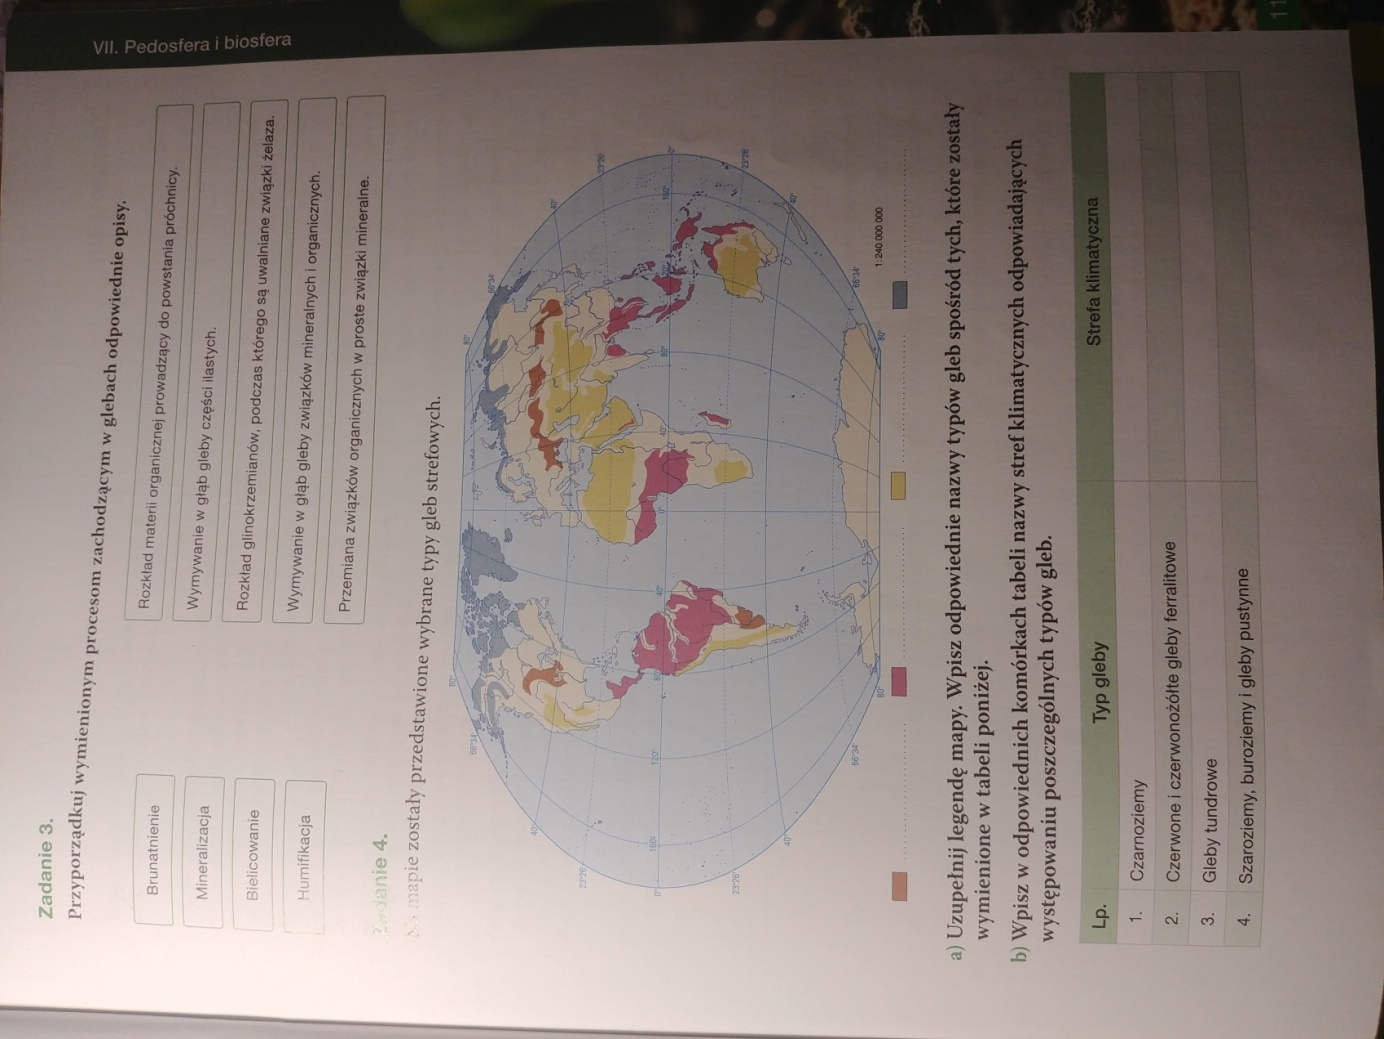 VII. Pedosfera i biosfera
Zadanie 3.
Przyporządkuj wymienionym procesom zachodzącym w glebach odpowiednie opisy.
Brunatnienie
Mineralizacja
Bielicowanie
Humifikacja
Rozkład materii organicznej prowadzący do powstania próchnicy.
Wymywanie w głąb gleby części ilastych.
Rozkład glinokrzemianów, podczas którego są uwalniane związki żelaza.
Wymywanie w głąb gleby związków mineralnych i organicznych.
Przemiana związków organicznych w proste związki mineralne.
Zadanie 4.
Na mapie zostały przedstawione wybrane typy gleb strefowych.
1:240 000 000
a) Uzupełnij legendę mapy. Wpisz odpowiednie nazwy typów gleb spośród tych, które zostały
wymienione w tabeli poniżej.
b) Wpisz w odpowiednich komórkach tabeli nazwy stref klimatycznych odpowiadających
występowaniu poszczególnych typów gleb.
Lp. Typ gleby Strefa klimatyczna
1. Czarnoziemy
2. Czerwone i czerwonożółte gleby ferralitowe
3. Gleby tundrowe
4. Szaroziemy, buroziemy i gleby pustynne